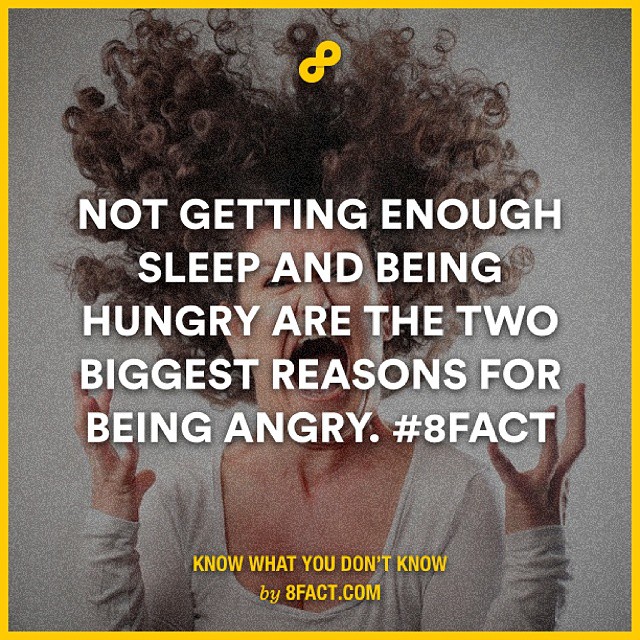 NOT GETTING ENOUGH
SLEEP AND BEING
HUNGRY ARE THE TWO
BIGGEST REASONS FOR
BEING ANGRY. #8FACT
KNOW WHAT YOU DON'T KNOW
by 8FACT.COM